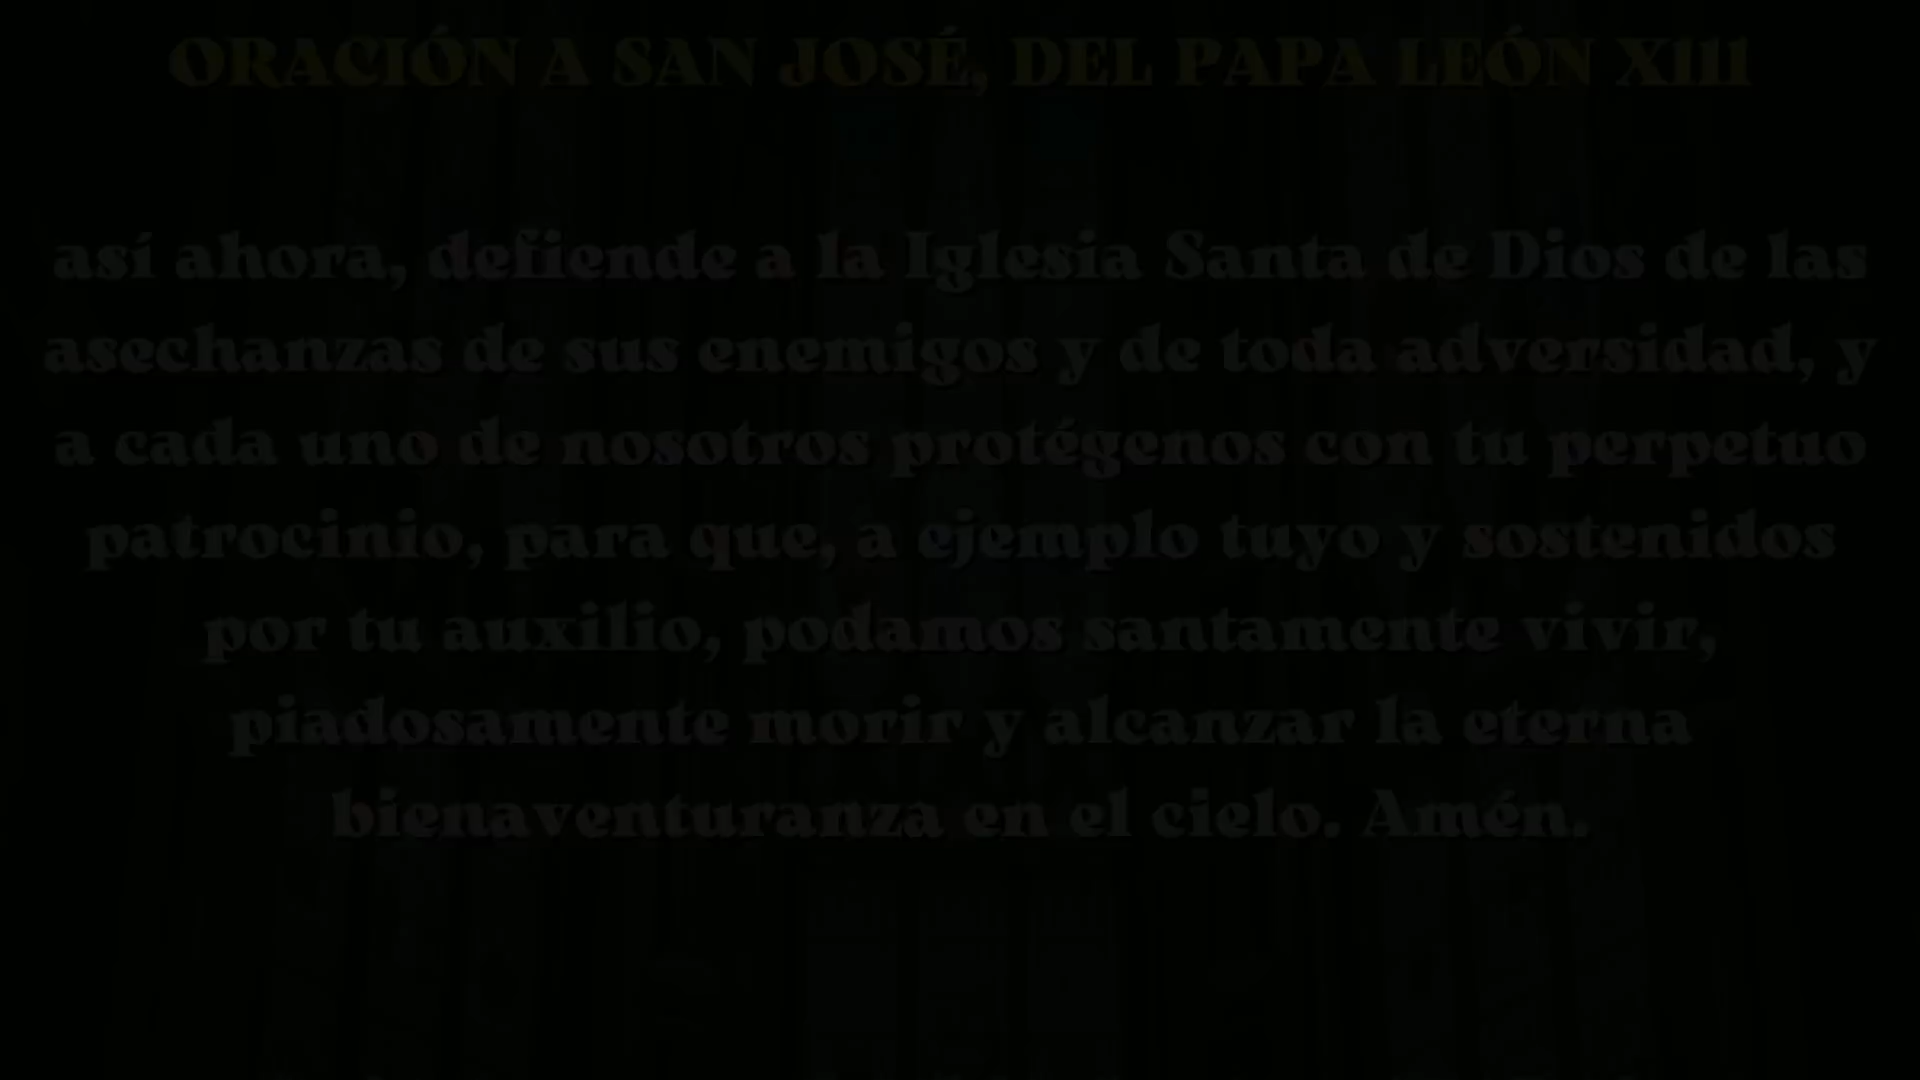 ORACIÓN A SAN JOSÉ, DEL PAPA LEÓN XIII
así ahora, defiende a la Iglesia Santa de Dios de las
asechanzas de sus enemigos y de toda adversidad, y
a cada uno de nosotros protégenos con tu perpetuo
patrocinio, para que, a ejemplo tuyo y sostenidos
por tu auxilio, podamos santamente vivir,
piadosamente morir y alcanzar la eterna
bienaventuranza en el cielo. Amén.